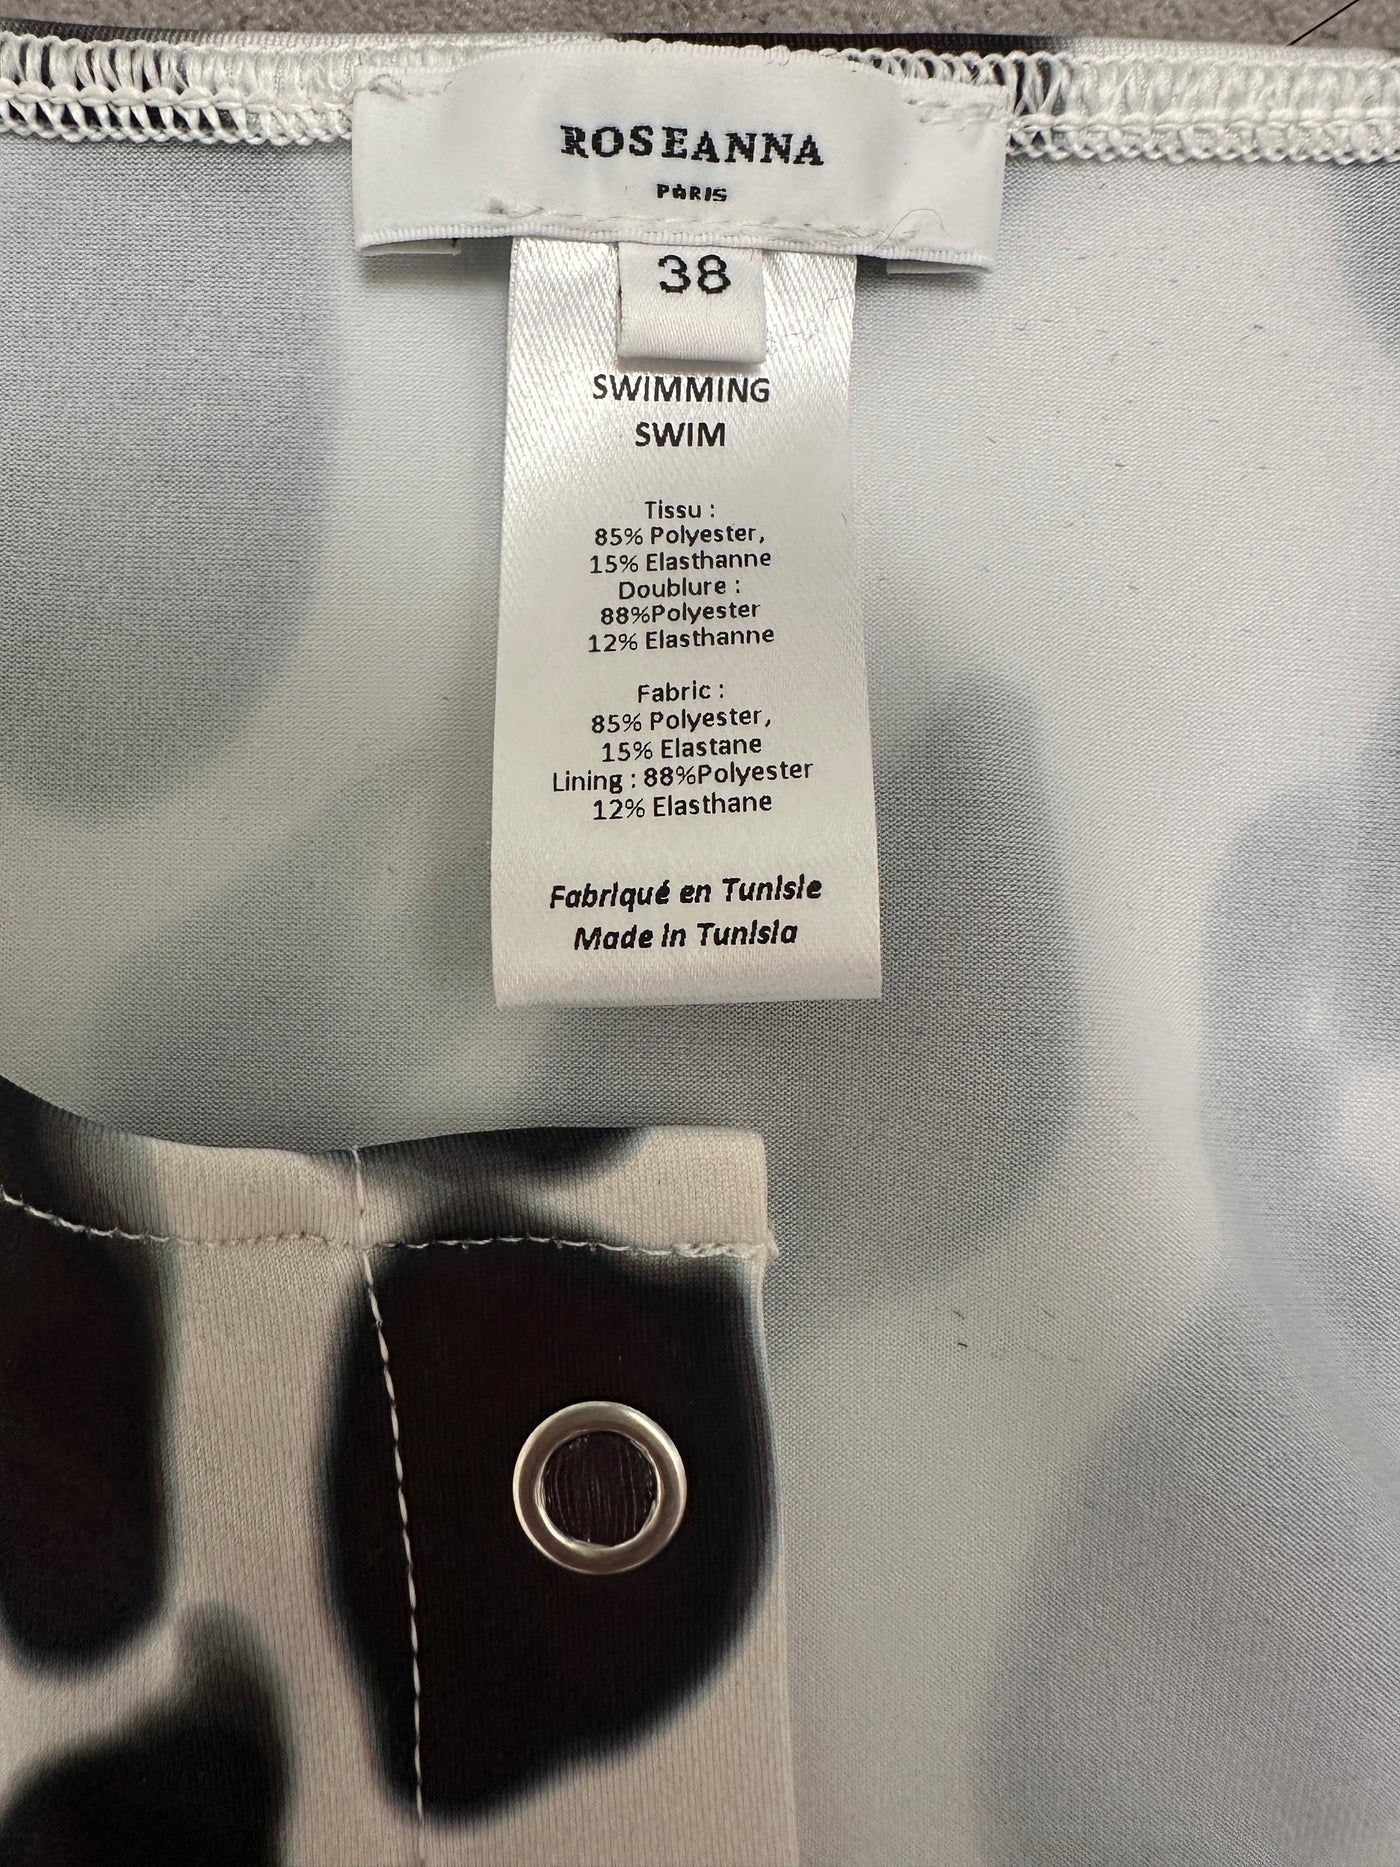 ROSEANNA
PARIS
38
SWIMMING
SWIM
Tissu :
85% Polyester,
15% Elasthanne
Doublure :
88%Polyester
12% Elasthanne
Fabric :
85% Polyester,
15% Elastane
Lining : 88%Polyester
12% Elasthane
Fabriqué en Tunisie
Made in Tunisia